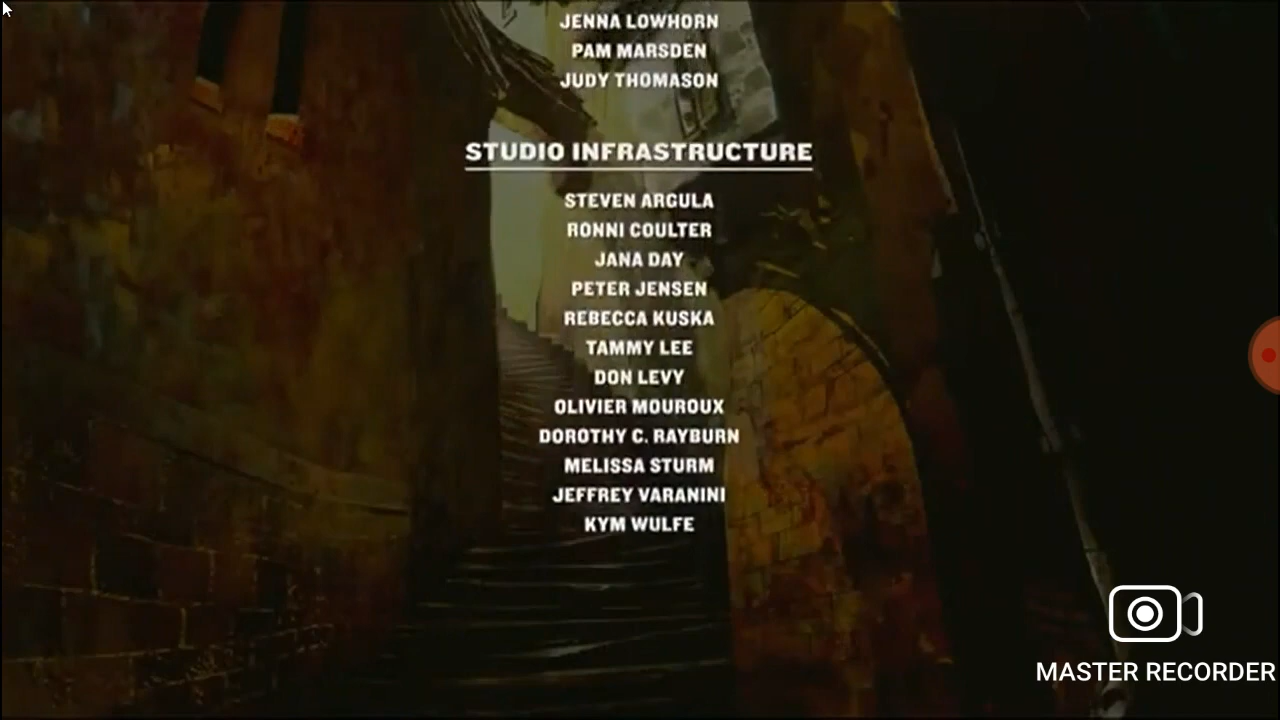 JENNA LOWHORN
PAM MARSDEN
JUDY THOMASON
STUDIO INFRASTRUCTURE
STEVEN ARGULA
RONNI COULTER
JANA DAY
PETER JENSEN
REBECCA KUSKA
TAMMY LEE
DON LEVY
OLIVIER MOUROUX
DOROTHY C. RAYBURN
MELISSA STURM
JEFFREY VARANINI
KYM WULFE
MASTER RECORDER